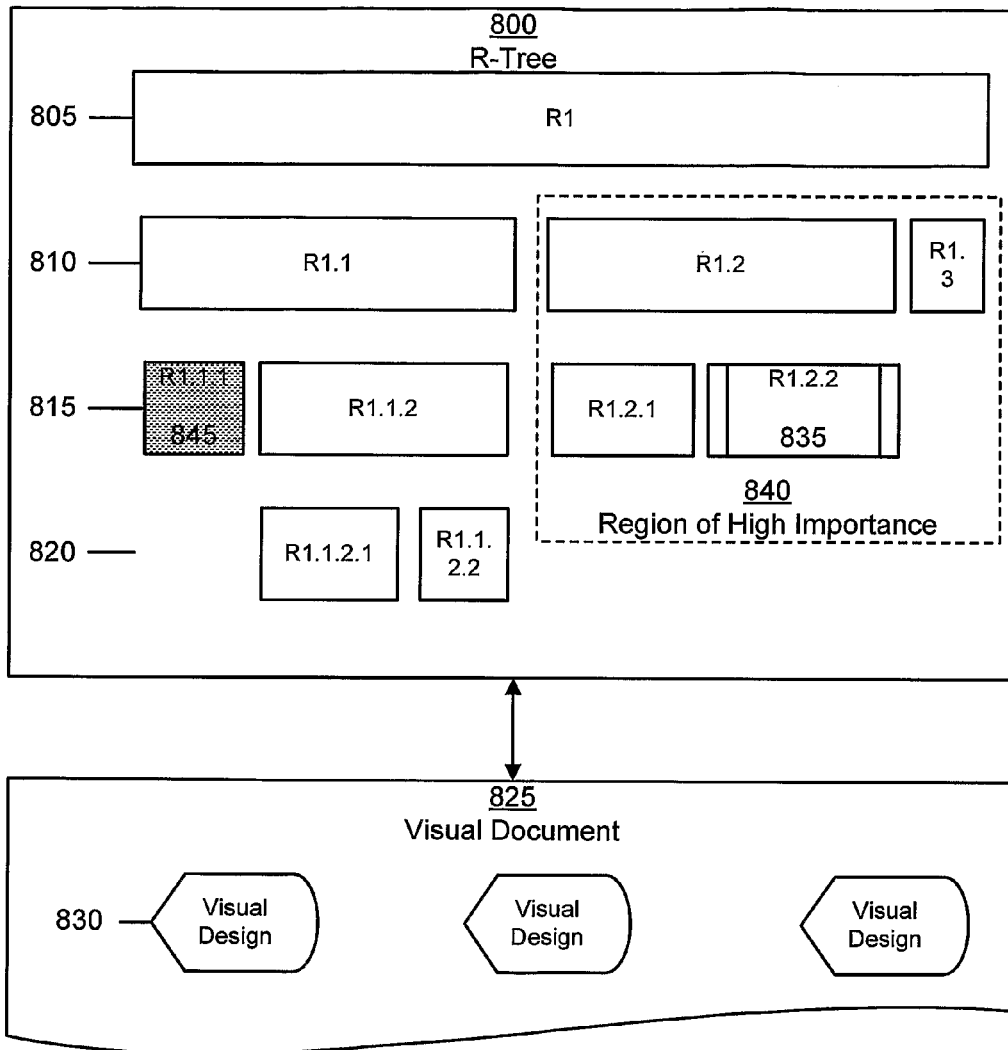 800
R-Tree
805
R1
810
R1.1
R1.2
R1.
3
815
R1.1.1
845
R1.1.2
R1.2.1
R1.2.2
835
840
Region of High Importance
820
R1.1.2.1
R1.1.
2.2
825
Visual Document
830
Visual
Design
Visual
Design
Visual
Design